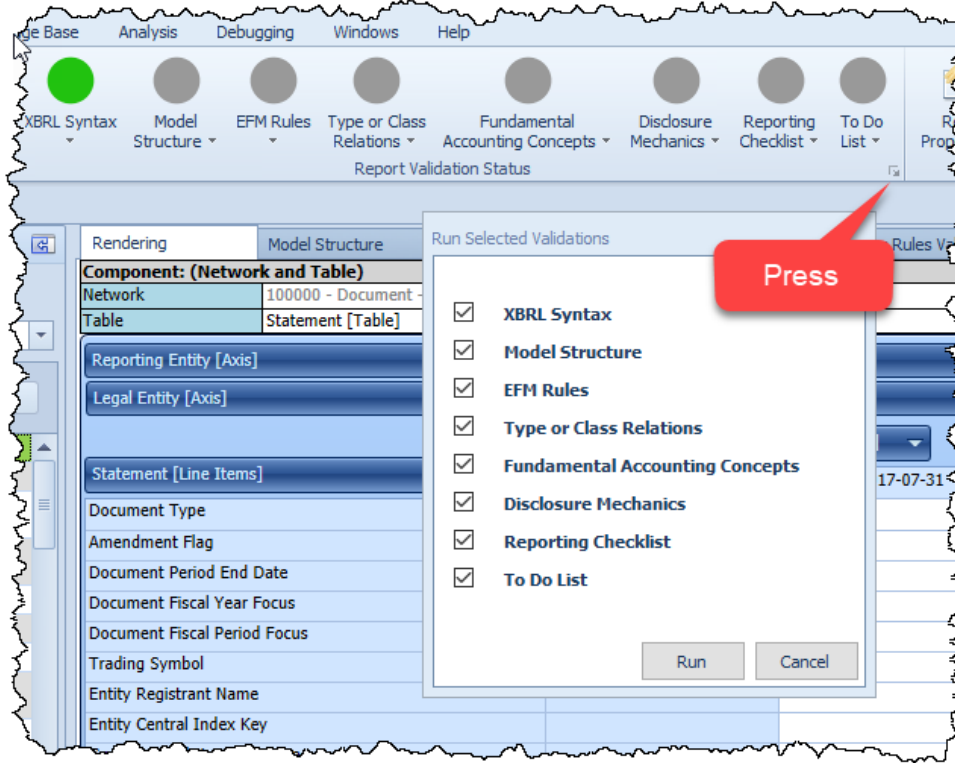 ge Base Analysis Debugging Windows Help
XBRL Syntax Model Structure EFM Rules Type or Class Relations Fundamental Accounting Concepts Disclosure Mechanics Reporting Checklist To Do List
Report Validation Status
Press
Rendering Model Structure Rules Va
Run Selected Validations
Component: (Network and Table)
Network 100000 - Document -
Table Statement [Table]
Reporting Entity [Axis]
Legal Entity [Axis]
Statement [Line Items] 17-07-31
Document Type
Amendment Flag
Document Period End Date
Document Fiscal Year Focus
Document Fiscal Period Focus
Trading Symbol
Entity Registrant Name
Entity Central Index Key
XBRL Syntax
Model Structure
EFM Rules
Type or Class Relations
Fundamental Accounting Concepts
Disclosure Mechanics
Reporting Checklist
To Do List
Run Cancel